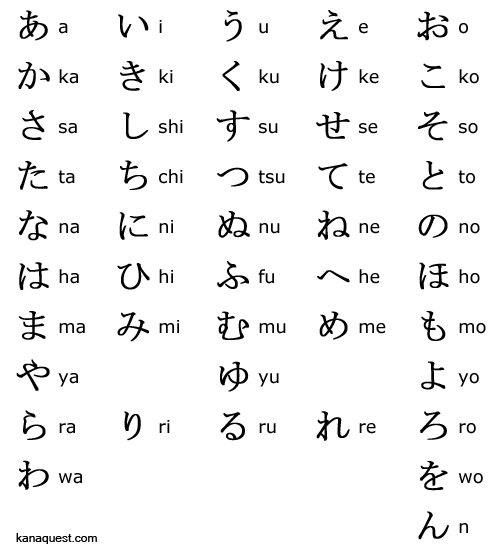 あ a い i う u え e お o
か ka き ki く ku け ke こ ko
さ sa し shi す su せ se そ so
た ta ち chi つ tsu て te と to
な na に ni ぬ nu ね ne の no
は ha ひ hi ふ fu へ he ほ ho
ま ma み mi む mu め me も mo
や ya ゆ yu よ yo
ら ra り ri る ru れ re ろ ro
わ wa を wo
ん n
kanaquest.com